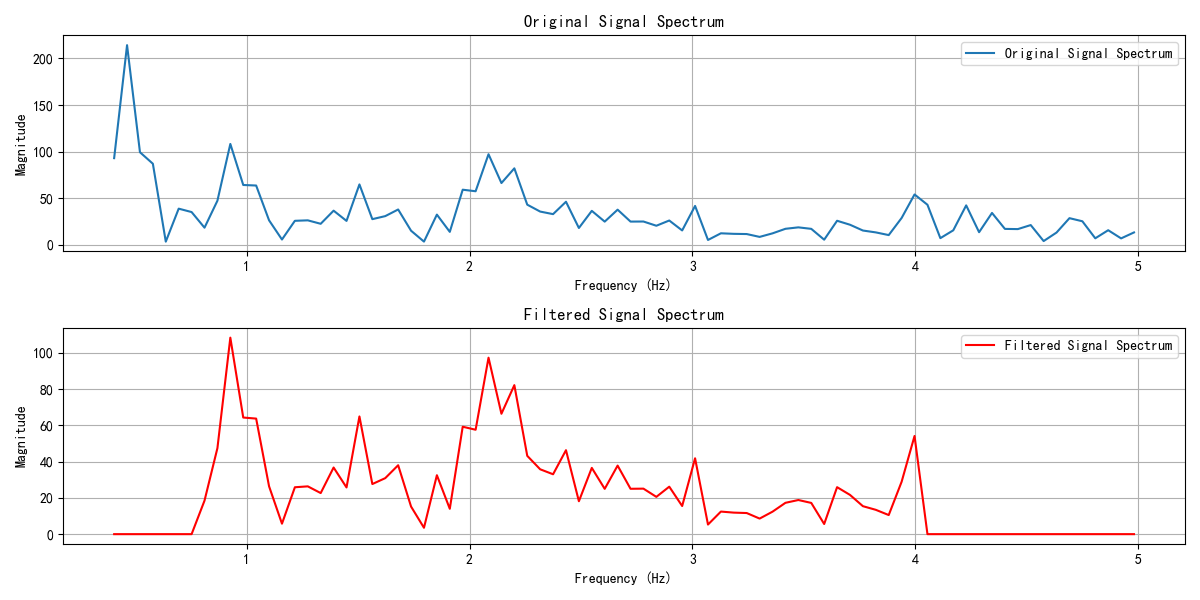 Original Signal Spectrum
Original Signal Spectrum
200
150
100
50
0
Magnitude
1 2 3 4 5
Frequency (Hz)
Filtered Signal Spectrum
Filtered Signal Spectrum
100
80
60
40
20
0
Magnitude
1 2 3 4 5
Frequency (Hz)